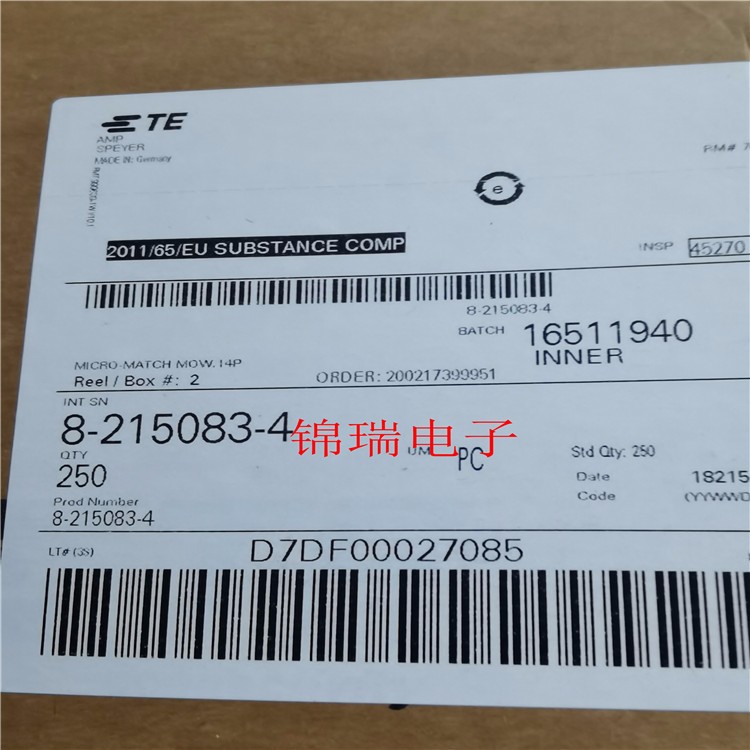 TE
AMP
SPEYER
MADE IN: Germany
RM# 7
e
2011/65/EU SUBSTANCE COMP
INSP 45270
8-215083-4
BATCH 16511940
INNER
MICRO-MATCH MOW.14P
Reel / Box #: 2
ORDER: 200217399951
INT SN
8-215083-4
锦瑞电子
QTY
250
UM PC
Std Qty: 250
Date 18215
Code (YYWWD
Prod Number
8-215083-4
LT# (3S) D7DF00027085